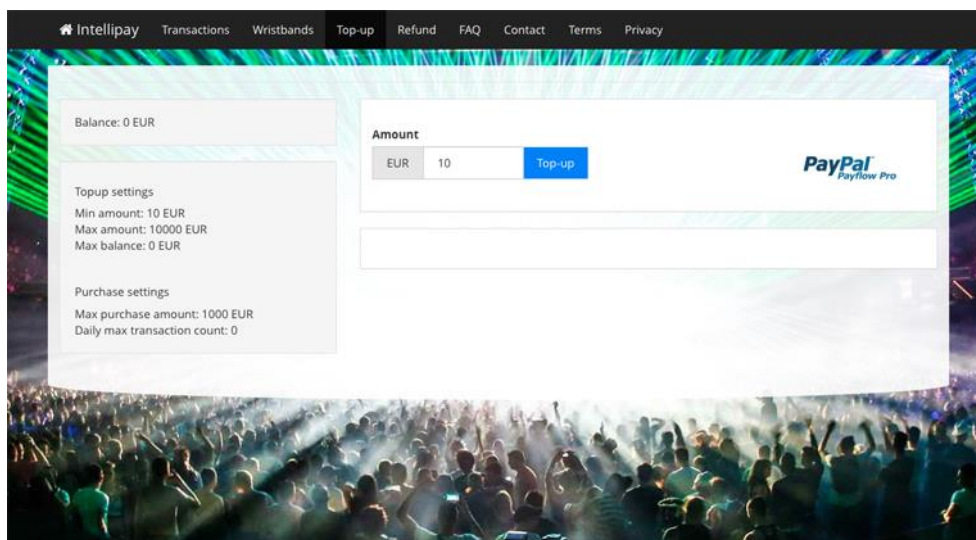 Intellipay Transactions Wristbands Top-up Refund FAQ Contact Terms Privacy
Balance: 0 EUR
Topup settings
Min amount: 10 EUR
Max amount: 10000 EUR
Max balance: 0 EUR
Purchase settings
Max purchase amount: 1000 EUR
Daily max transaction count: 0
Amount
EUR 10 Top-up
PayPal
Payflow Pro